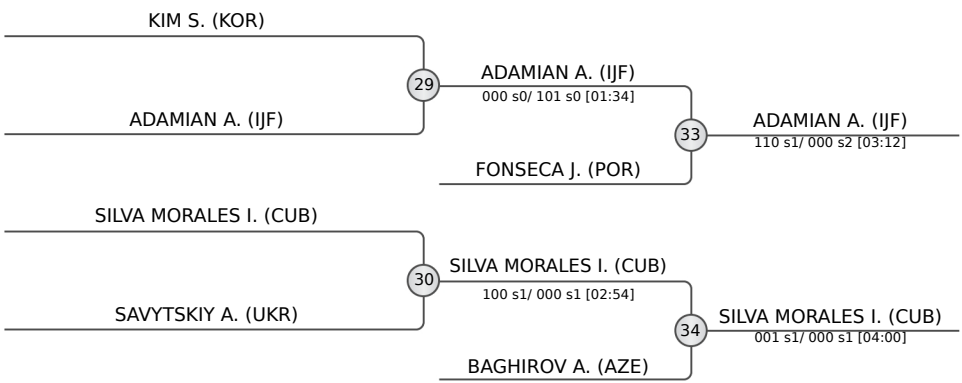 KIM S. (KOR)
29
ADAMIAN A. (IJF)
ADAMIAN A. (IJF)
000 s0/ 101 s0 [01:34]
33
FONSECA J. (POR)
ADAMIAN A. (IJF)
110 s1/ 000 s2 [03:12]
SILVA MORALES I. (CUB)
30
SAVYTSKIY A. (UKR)
SILVA MORALES I. (CUB)
100 s1/ 000 s1 [02:54]
34
BAGHIROV A. (AZE)
SILVA MORALES I. (CUB)
001 s1/ 000 s1 [04:00]